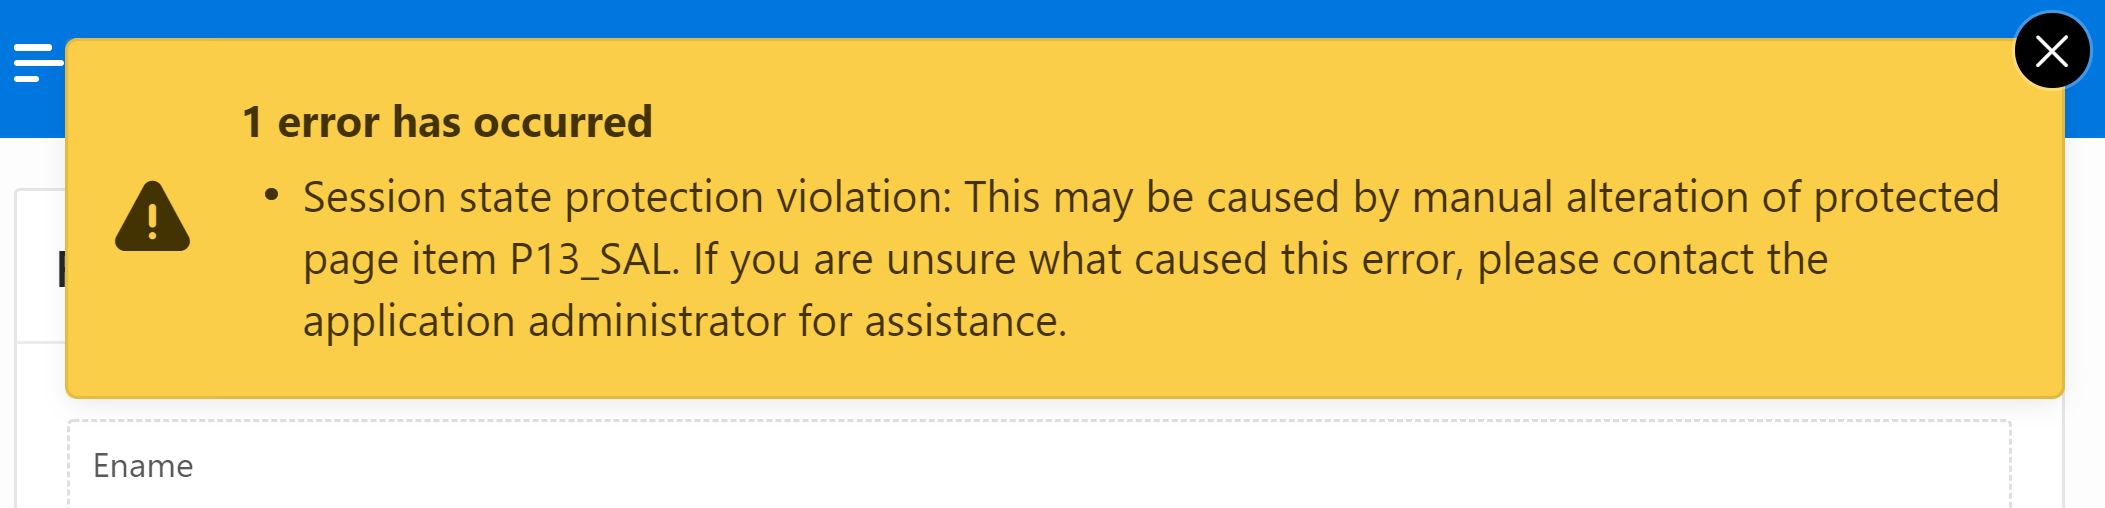 1 error has occurred
• Session state protection violation: This may be caused by manual alteration of protected
page item P13_SAL. If you are unsure what caused this error, please contact the
application administrator for assistance.
Ename